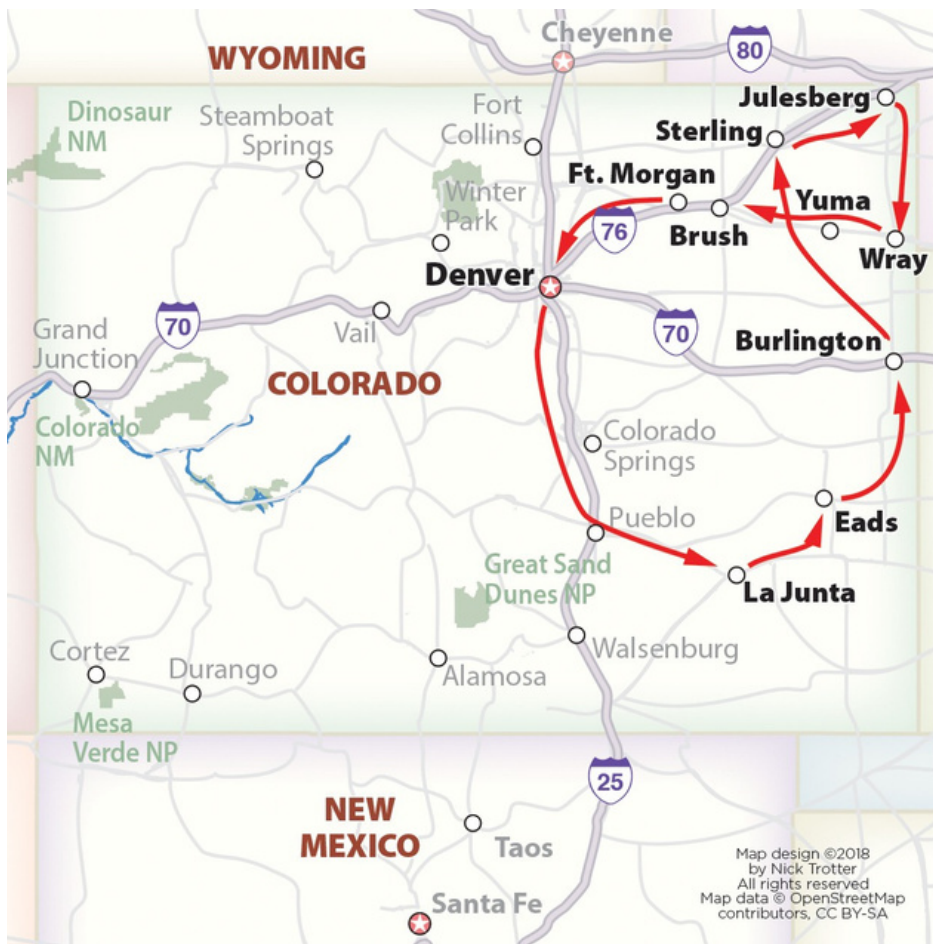 Cheyenne
WYOMING
80
Dinosaur
NM
Steamboat
Springs
Fort
Collins
Julesberg
Sterling
Ft. Morgan
Winter
Park
Yuma
76
Brush
Wray
Denver
Grand
Junction
70
Vail
70
Burlington
COLORADO
Colorado
NM
Colorado
Springs
Eads
Pueblo
Great Sand
Dunes NP
La Junta
Cortez
Durango
Alamosa
Walsenburg
Mesa
Verde NP
25
NEW
MEXICO
Taos
Santa Fe
Map design ©2018
by Nick Trotter
All rights reserved
Map data © OpenStreetMap
contributors, CC BY-SA